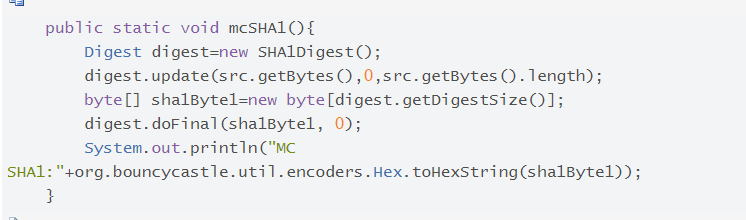 public static void mcSHA1(){
Digest digest=new SHA1Digest();
digest.update(src.getBytes(),0,src.getBytes().length);
byte[] sha1Byte1=new byte[digest.getDigestSize()];
digest.doFinal(sha1Byte1, 0);
System.out.println("MC
SHA1:"+org.bouncycastle.util.encoders.Hex.toHexString(sha1Byte1));
}